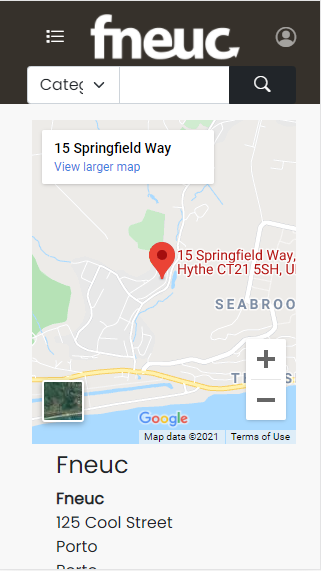 fneuc
Categ
15 Springfield Way
View larger map
15 Springfield Way,
Hythe CT21 5SH, U
SEABROO
Google
Map data ©2021 Terms of Use
Fneuc
Fneuc
125 Cool Street
Porto
Porto